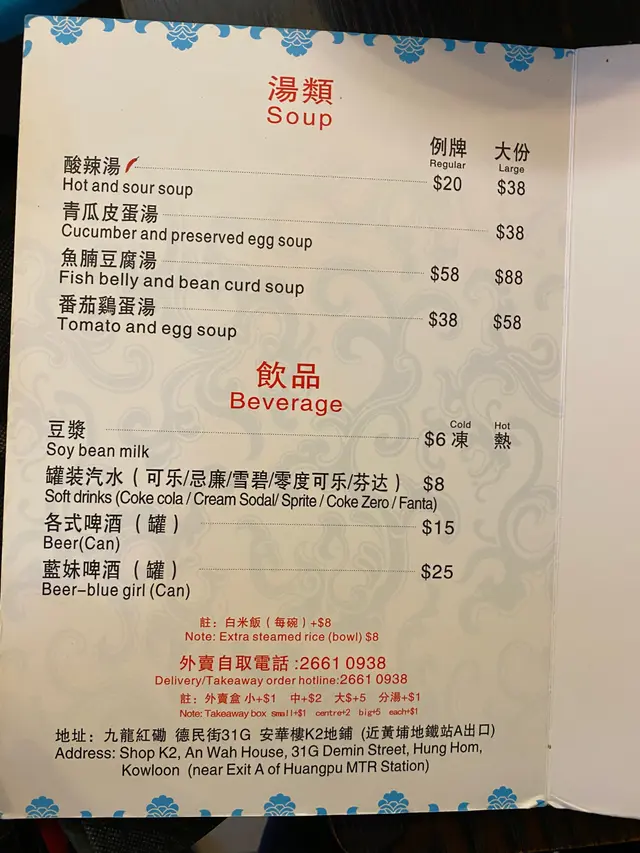 湯類
Soup
例牌 大份
Regular Large
酸辣湯 $20 $38
Hot and sour soup
青瓜皮蛋湯 $38
Cucumber and preserved egg soup
魚腩豆腐湯 $58 $88
Fish belly and bean curd soup
番茄鷄蛋湯 $38 $58
Tomato and egg soup
飲品
Beverage
Cold Hot
豆漿 $6 凍 熱
Soy bean milk
罐装汽水（可乐/忌廉/雪碧/零度可乐/芬达） $8
Soft drinks (Coke cola / Cream Sodal/ Sprite / Coke Zero / Fanta)
各式啤酒（罐） $15
Beer(Can)
藍妹啤酒（罐） $25
Beer-blue girl (Can)
註：白米飯（每碗）+$8
Note: Extra steamed rice (bowl) $8
外賣自取電話:2661 0938
Delivery/Takeaway order hotline:2661 0938
註：外賣盒 小+$1 中+$2 大$+5 分湯+$1
Note: Takeaway box small+$1 centre+2 big+5 each+$1
地址：九龍紅磡 德民街31G 安華樓K2地鋪 (近黃埔地鐵站A出口)
Address: Shop K2, An Wah House, 31G Demin Street, Hung Hom,
Kowloon (near Exit A of Huangpu MTR Station)